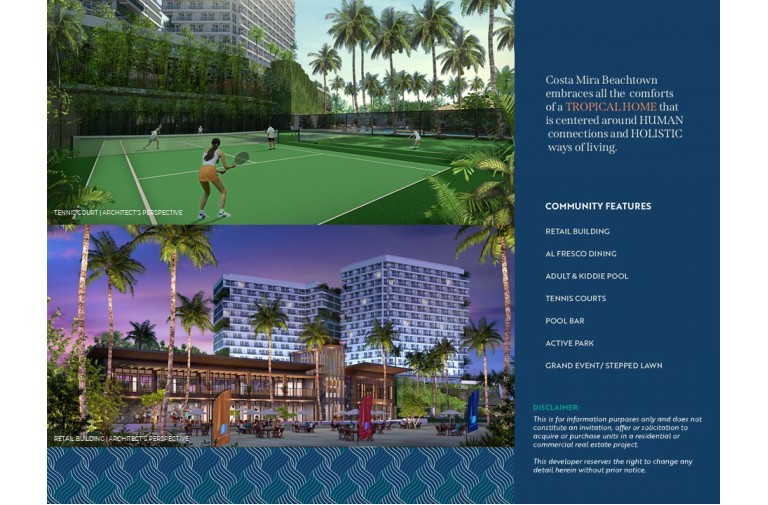 TENNIS COURT | ARCHITECT'S PERSPECTIVE
RETAIL BUILDING | ARCHITECT'S PERSPECTIVE
Costa Mira Beachtown
embraces all the comforts
of a TROPICAL HOME that
is centered around HUMAN
connections and HOLISTIC
ways of living.
COMMUNITY FEATURES
RETAIL BUILDING
AL FRESCO DINING
ADULT & KIDDIE POOL
TENNIS COURTS
POOL BAR
ACTIVE PARK
GRAND EVENT/ STEPPED LAWN
DISCLAIMER:
This is for information purposes only and does not
constitute an invitation, offer or solicitation to
acquire or purchase units in a residential or
commercial real estate project.
This developer reserves the right to change any
detail herein without prior notice.